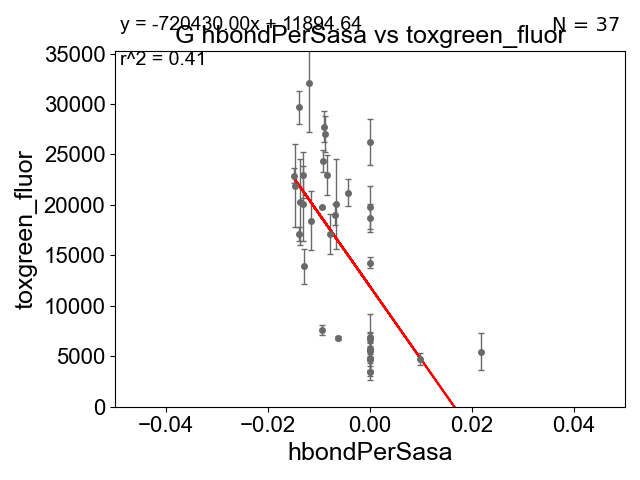 y = -720430.00x + 11894.64
N = 37
G hbondPerSasa vs toxgreen_fluor
r^2 = 0.41
35000
30000
25000
20000
15000
10000
5000
0
toxgreen_fluor
−0.04 −0.02 0.00 0.02 0.04
hbondPerSasa